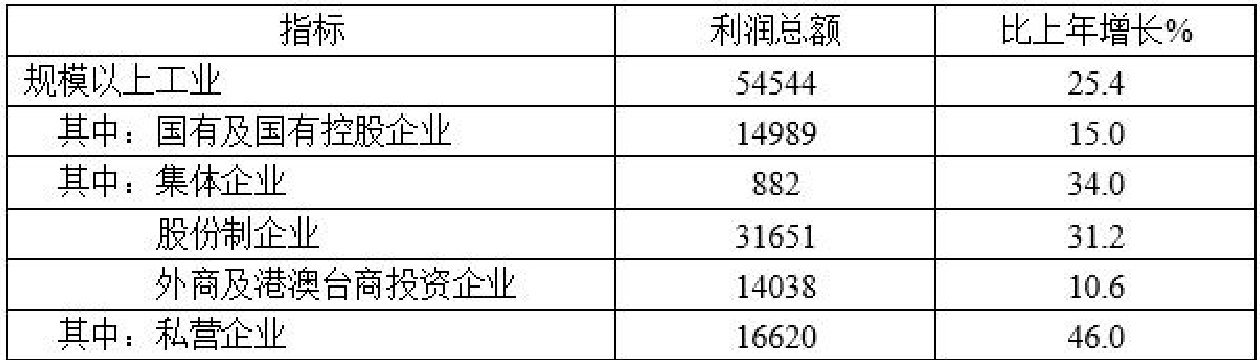 指标 利润总额 比上年增长%
规模以上工业 54544 25.4
其中：国有及国有控股企业 14989 15.0
其中：集体企业 882 34.0
股份制企业 31651 31.2
外商及港澳台商投资企业 14038 10.6
其中：私营企业 16620 46.0